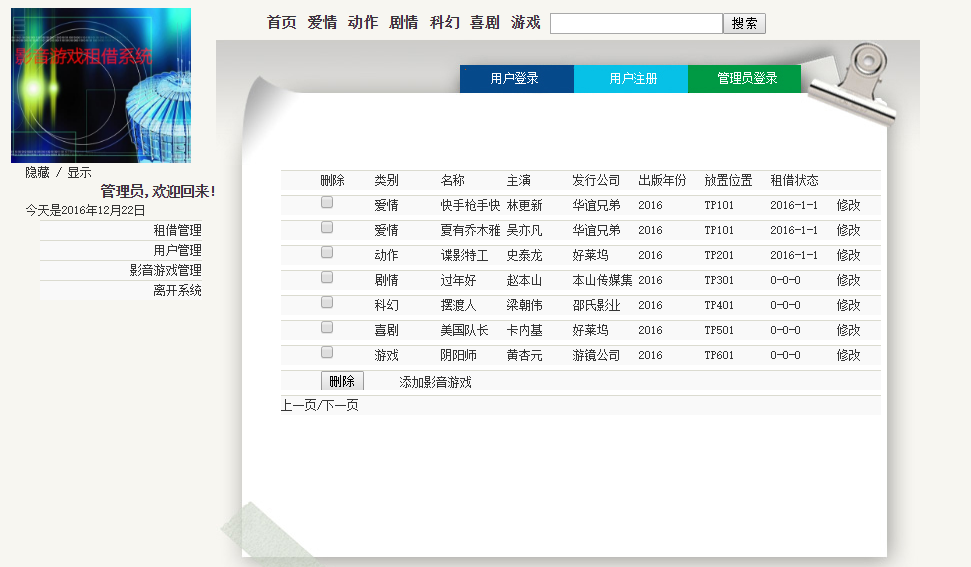 影音游戏租借系统
隐藏 / 显示
管理员,欢迎回来!
今天是2016年12月22日
租借管理
用户管理
影音游戏管理
离开系统
首页 爱情 动作 剧情 科幻 喜剧 游戏 搜索
用户登录 用户注册 管理员登录
删除 类别 名称 主演 发行公司 出版年份 放置位置 租借状态
爱情 快手枪手快 林更新 华谊兄弟 2016 TP101 2016-1-1 修改
爱情 夏有乔木雅 吴亦凡 华谊兄弟 2016 TP101 2016-1-1 修改
动作 谍影特工 史泰龙 好莱坞 2016 TP201 2016-1-1 修改
剧情 过年好 赵本山 本山传媒集 2016 TP301 0-0-0 修改
科幻 摆渡人 梁朝伟 邵氏影业 2016 TP401 0-0-0 修改
喜剧 美国队长 卡内基 好莱坞 2016 TP501 0-0-0 修改
游戏 阴阳师 黄杏元 游镜公司 2016 TP601 0-0-0 修改
删除 添加影音游戏
上一页/下一页